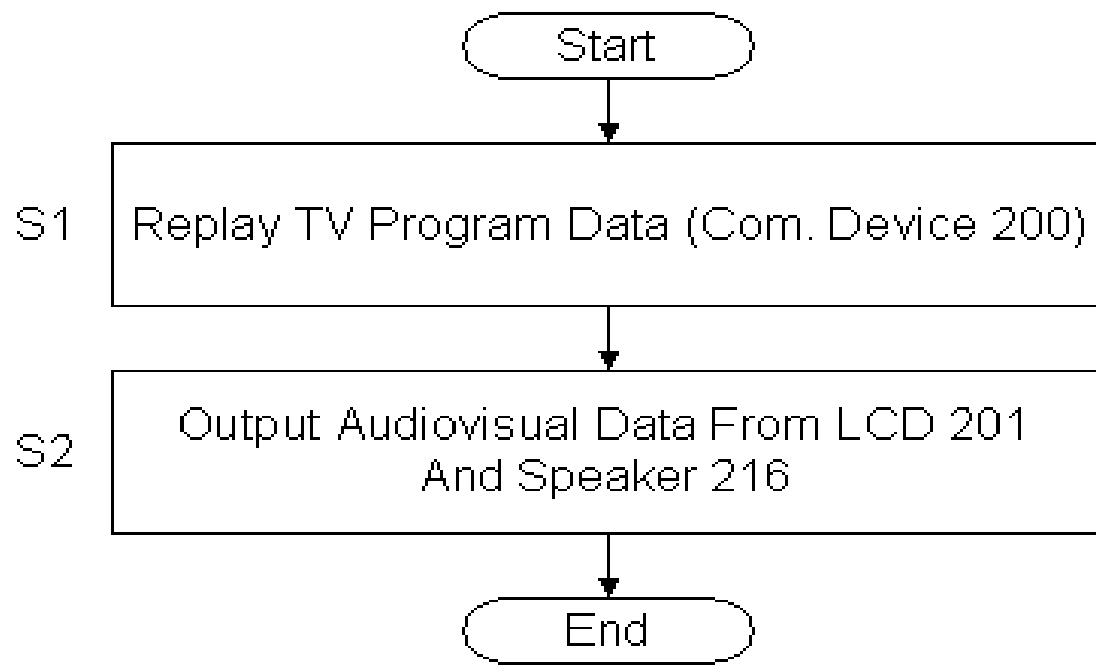 Start
S1
Replay TV Program Data (Com. Device 200)
S2
Output Audiovisual Data From LCD 201
And Speaker 216
End